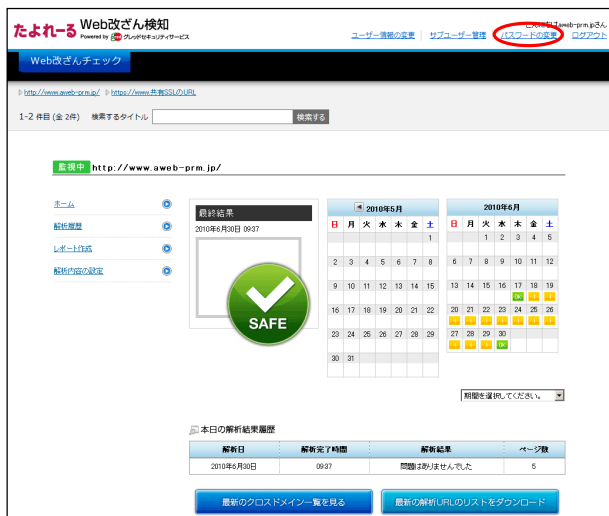 たよれーる Web改ざん検知
Powered by グレッドセキュリティサービス
web-prm.jpさん
ユーザー情報の変更 | サブユーザー管理 | パスワードの変更 | ログアウト
Web改ざんチェック
http://www.aweb-prm.jp/ https://www.共有SSLのURL
1-2 件目 (全 2件) 検索するタイトル 検索する
監視中 http://www.aweb-prm.jp/
ホーム
解析履歴
レポート作成
解析内容の設定
最終結果
2010年6月30日 09:37
SAFE
2010年5月
日 月 火 水 木 金 土
1
2 3 4 5 6 7 8
9 10 11 12 13 14 15
16 17 18 19 20 21 22
23 24 25 26 27 28 29
30 31
2010年6月
日 月 火 水 木 金 土
1 2 3 4 5
6 7 8 9 10 11 12
13 14 15 16 17 18 19
OK
20 21 22 23 24 25 26
27 28 29 30
OK
期間を選択してください。
本日の解析結果履歴
解析日 解析完了時間 解析結果 ページ数
2010年6月30日 09:37 問題はありませんでした 5
最新のクロスドメイン一覧を見る 最新の解析URLのリストをダウンロード